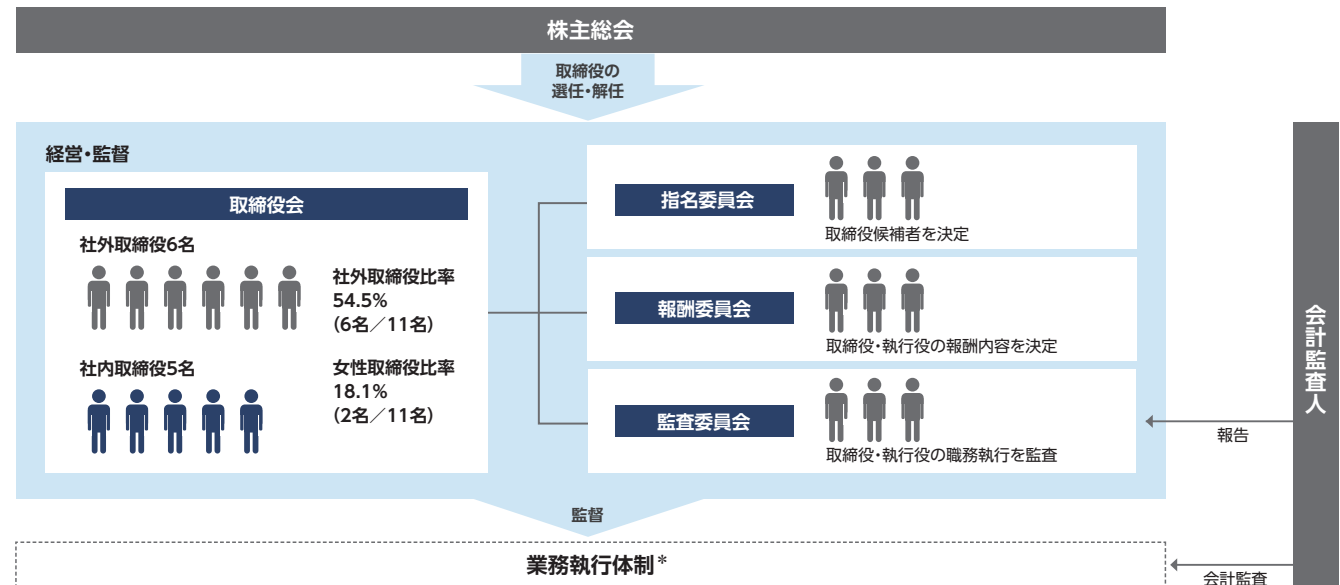 株主総会
取締役の
選任・解任
経営・監督
取締役会
社外取締役6名
社外取締役比率
54.5%
(6名／11名)
社内取締役5名
女性取締役比率
18.1%
(2名／11名)
指名委員会
取締役候補者を決定
報酬委員会
取締役・執行役の報酬内容を決定
監査委員会
取締役・執行役の職務執行を監査
会計監査人
報告
監督
業務執行体制*
会計監査